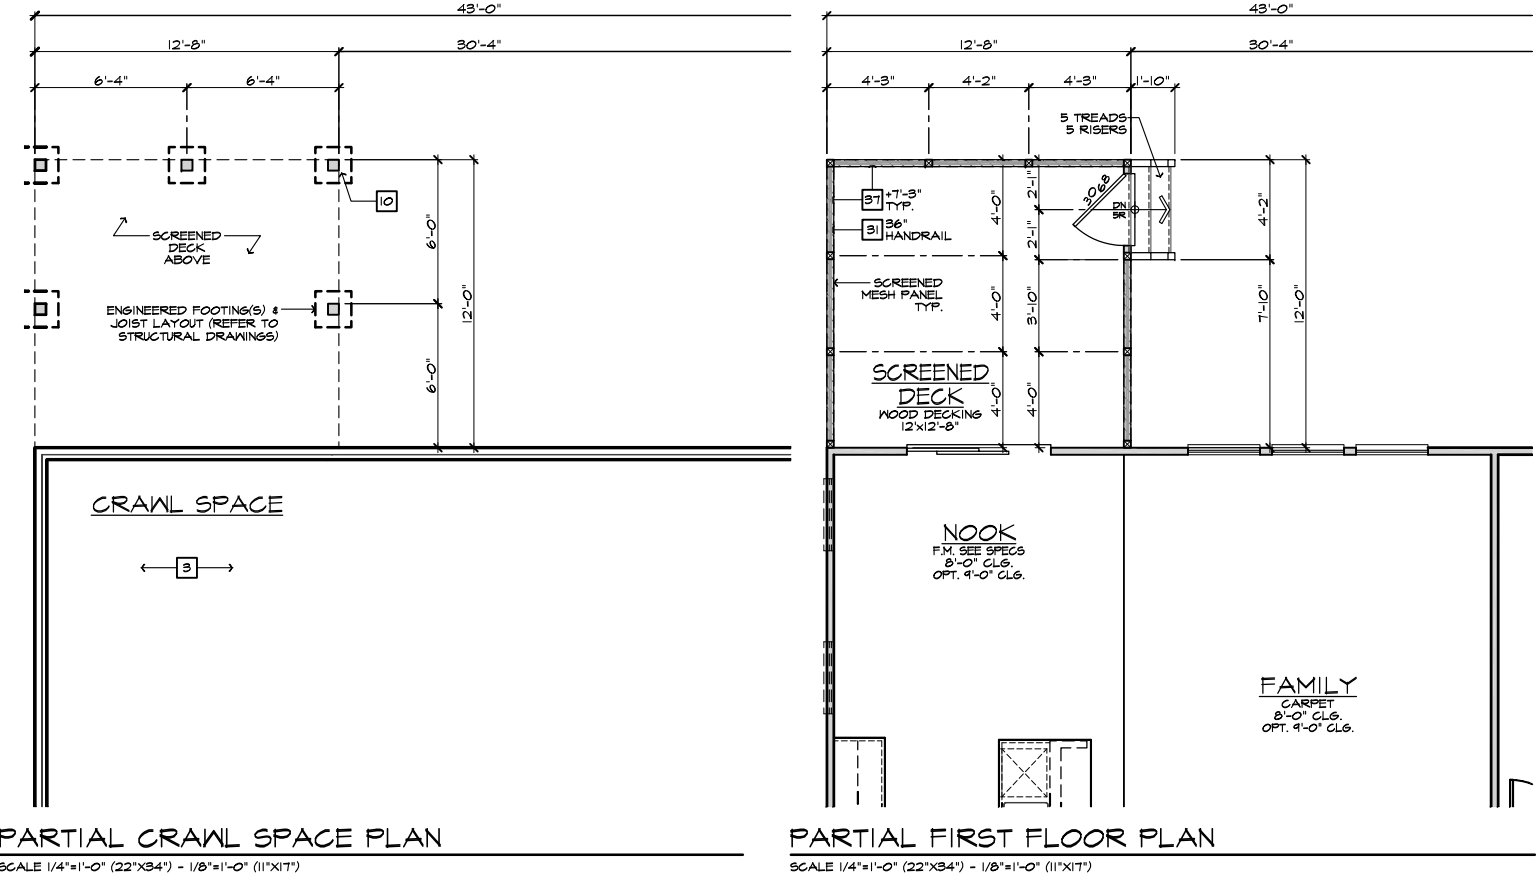 43'-0"
12'-8"
30'-4"
6'-4"
6'-4"
10
SCREENED
DECK
ABOVE
6'-0"
12'-0"
ENGINEERED FOOTING(S) &
JOIST LAYOUT (REFER TO
STRUCTURAL DRAWINGS)
6'-0"
CRAWL SPACE
3
PARTIAL CRAWL SPACE PLAN
SCALE 1/4"=1'-0" (22"X34") - 1/8"=1'-0" (11"X17")
43'-0"
12'-8"
30'-4"
4'-3"
4'-2"
4'-3"
1'-10"
5 TREADS
5 RISERS
37
+7'-3"
TYP.
31
36"
HANDRAIL
4'-0"
2'-1"
2'-1"
3068
DN
5R
4'-2"
SCREENED
MESH PANEL
TYP.
4'-0"
3'-10"
7'-10"
12'-0"
SCREENED
DECK
WOOD DECKING
12'x12'-8"
4'-0"
4'-0"
NOOK
F.M. SEE SPECS
8'-0" CLG.
OPT. 9'-0" CLG.
FAMILY
CARPET
8'-0" CLG.
OPT. 9'-0" CLG.
PARTIAL FIRST FLOOR PLAN
SCALE 1/4"=1'-0" (22"X34") - 1/8"=1'-0" (11"X17")